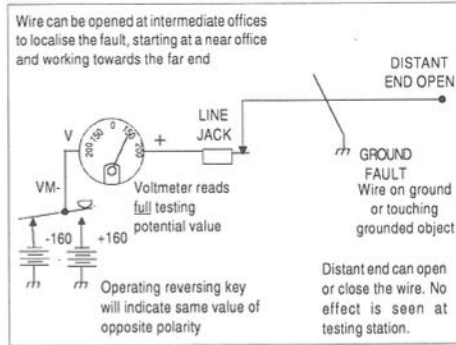 Wire can be opened at intermediate offices
to localise the fault, starting at a near office
and working towards the far end
DISTANT
END OPEN
LINE
JACK
V
200 150 0 150 200
+
VM-
Voltmeter reads
full testing
potential value
GROUND
FAULT
Wire on ground
or touching
grounded object
-160
+160
Operating reversing key
will indicate same value of
opposite polarity
Distant end can open
or close the wire. No
effect is seen at
testing station.